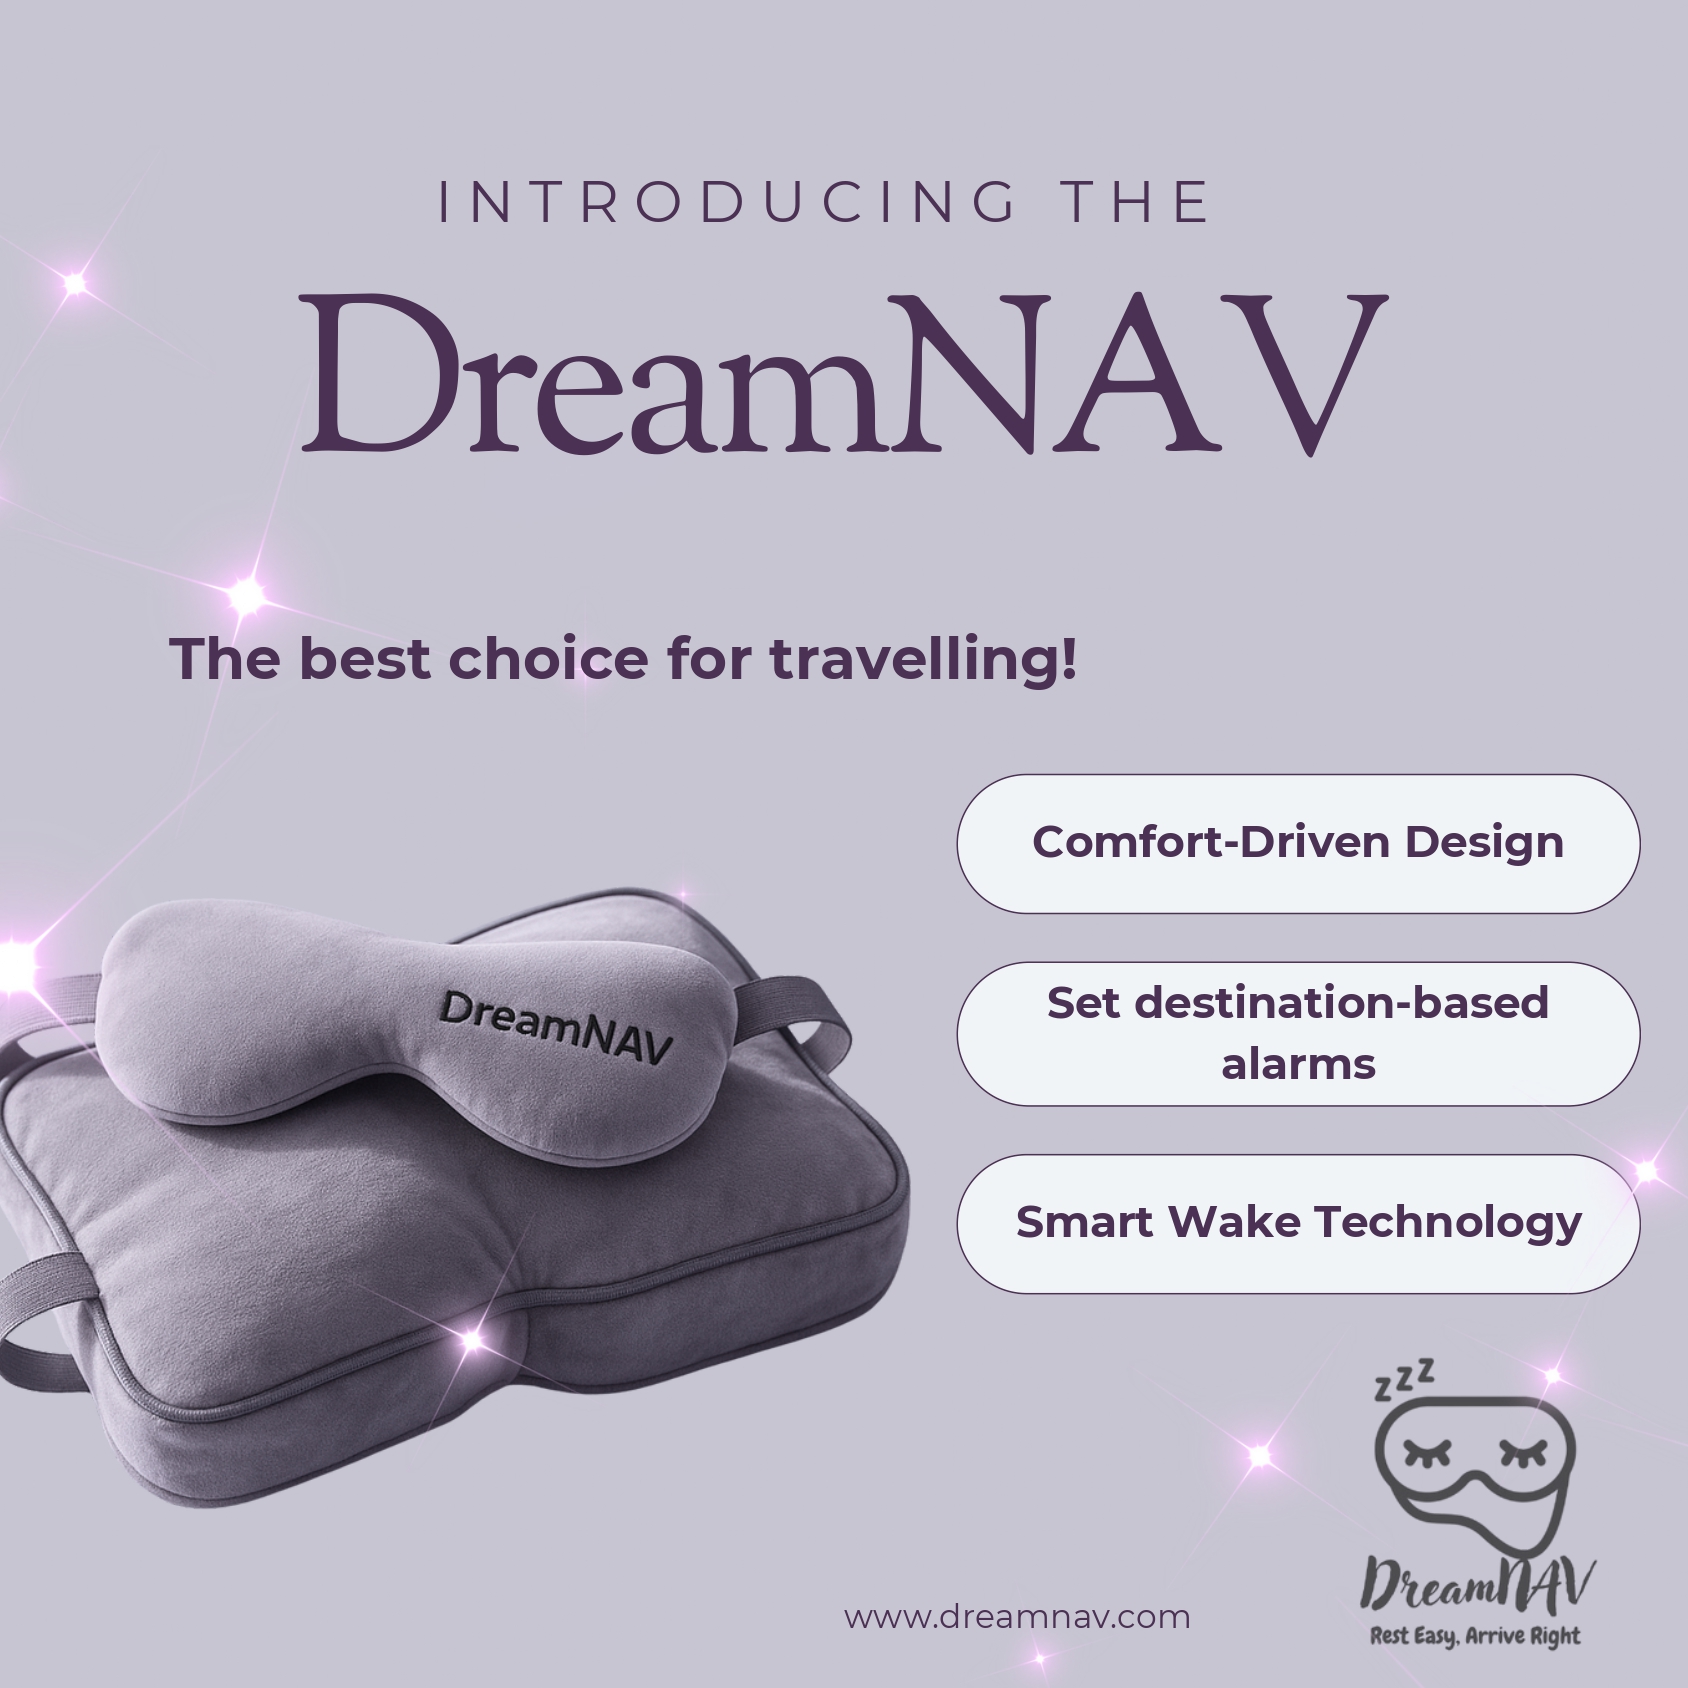 INTRODUCING THE
DreamNAV
The best choice for travelling!
Comfort-Driven Design
Set destination-based
alarms
Smart Wake Technology
DreamNAV
zzz
DreamNAV
Rest Easy, Arrive Right
www.dreamnav.com